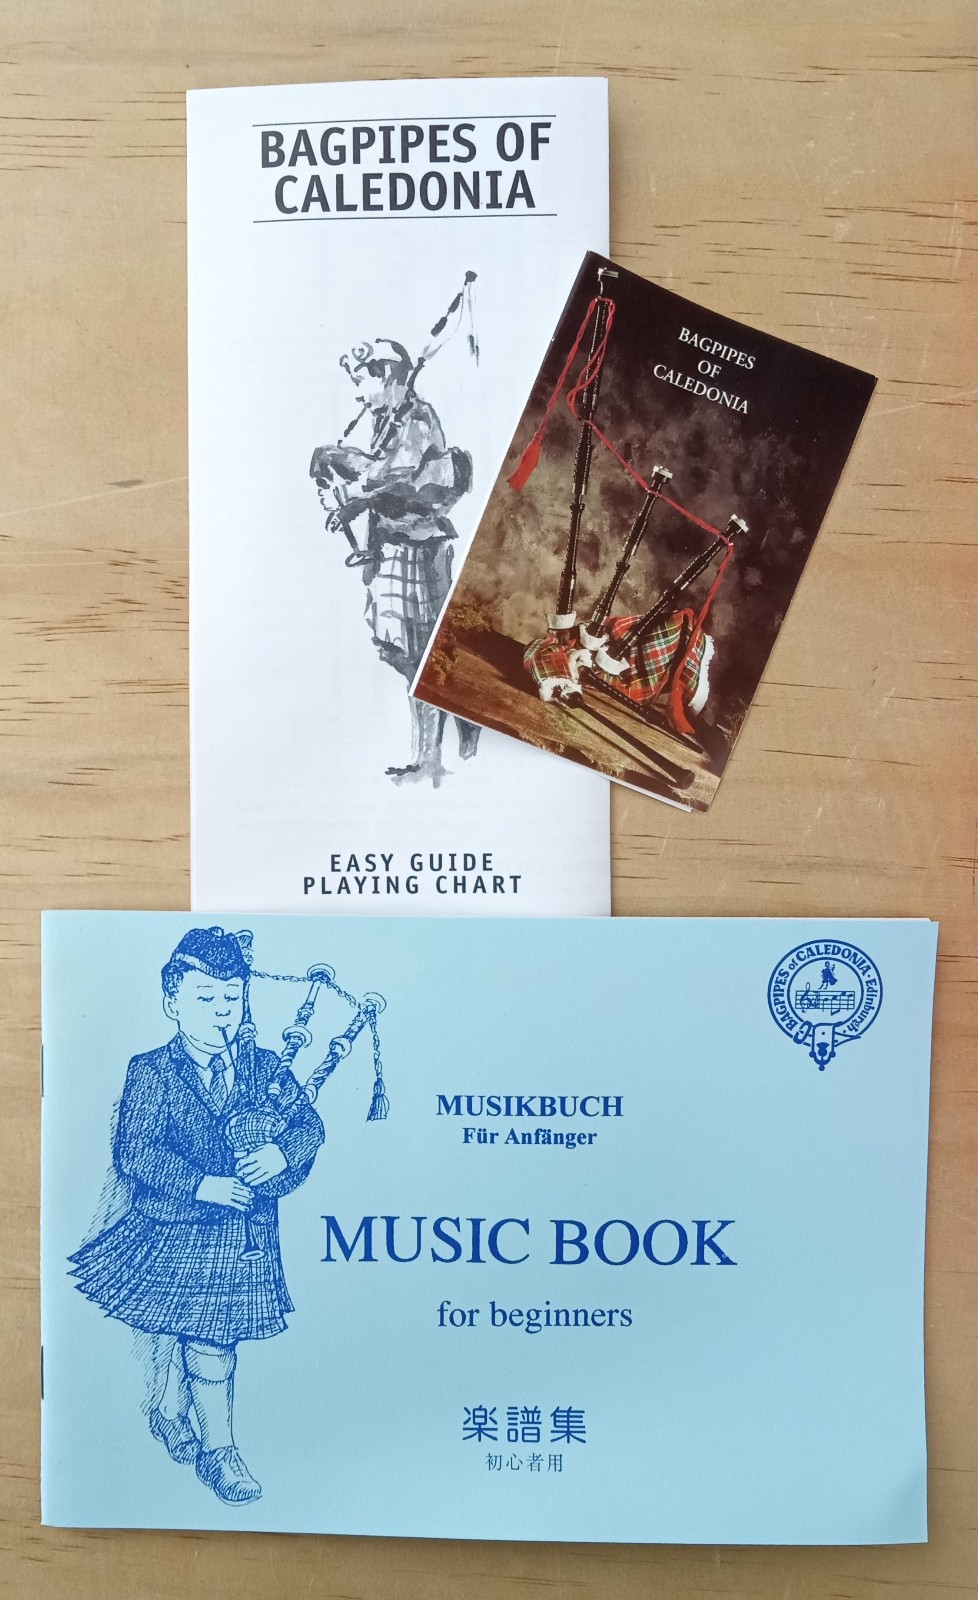 BAGPIPES OF
CALEDONIA
BAGPIPES
OF
CALEDONIA
EASY GUIDE
PLAYING CHART
BAGPIPES of CALEDONIA · Edinburgh ·
MUSIKBUCH
Für Anfänger
MUSIC BOOK
for beginners
楽譜集
初心者用